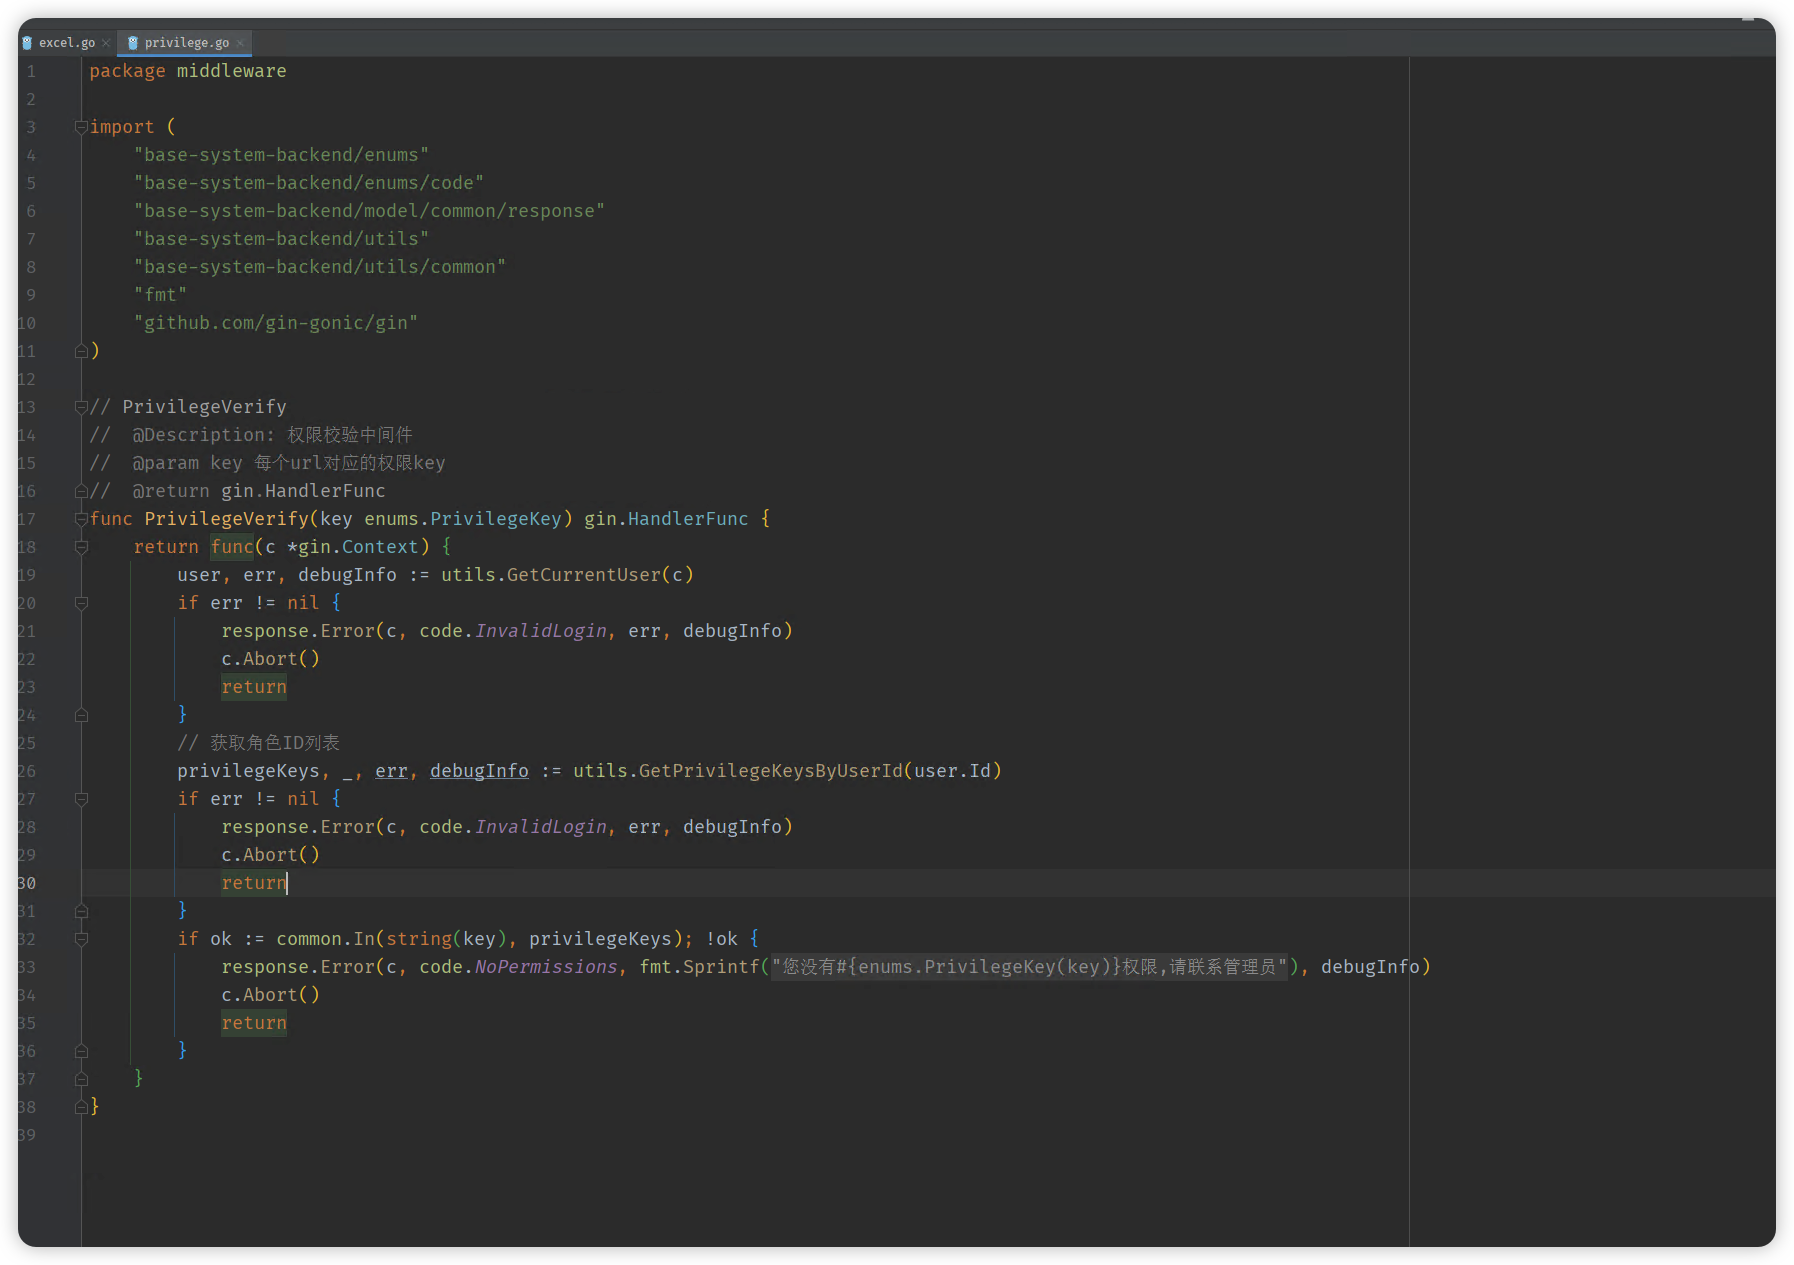 excel.go × privilege.go ×
1 package middleware
2
3 import (
4 "base-system-backend/enums"
5 "base-system-backend/enums/code"
6 "base-system-backend/model/common/response"
7 "base-system-backend/utils"
8 "base-system-backend/utils/common"
9 "fmt"
10 "github.com/gin-gonic/gin"
11 )
12
13 // PrivilegeVerify
14 // @Description: 权限校验中间件
15 // @param key 每个url对应的权限key
16 // @return gin.HandlerFunc
17 func PrivilegeVerify(key enums.PrivilegeKey) gin.HandlerFunc {
18 return func(c *gin.Context) {
19 user, err, debugInfo := utils.GetCurrentUser(c)
20 if err != nil {
21 response.Error(c, code.InvalidLogin, err, debugInfo)
22 c.Abort()
23 return
24 }
25 // 获取角色ID列表
26 privilegeKeys, _, err, debugInfo := utils.GetPrivilegeKeysByUserId(user.Id)
27 if err != nil {
28 response.Error(c, code.InvalidLogin, err, debugInfo)
29 c.Abort()
30 return
31 }
32 if ok := common.In(string(key), privilegeKeys); !ok {
33 response.Error(c, code.NoPermissions, fmt.Sprintf("您没有#{enums.PrivilegeKey(key)}权限,请联系管理员"), debugInfo)
34 c.Abort()
35 return
36 }
37 }
38 }
39